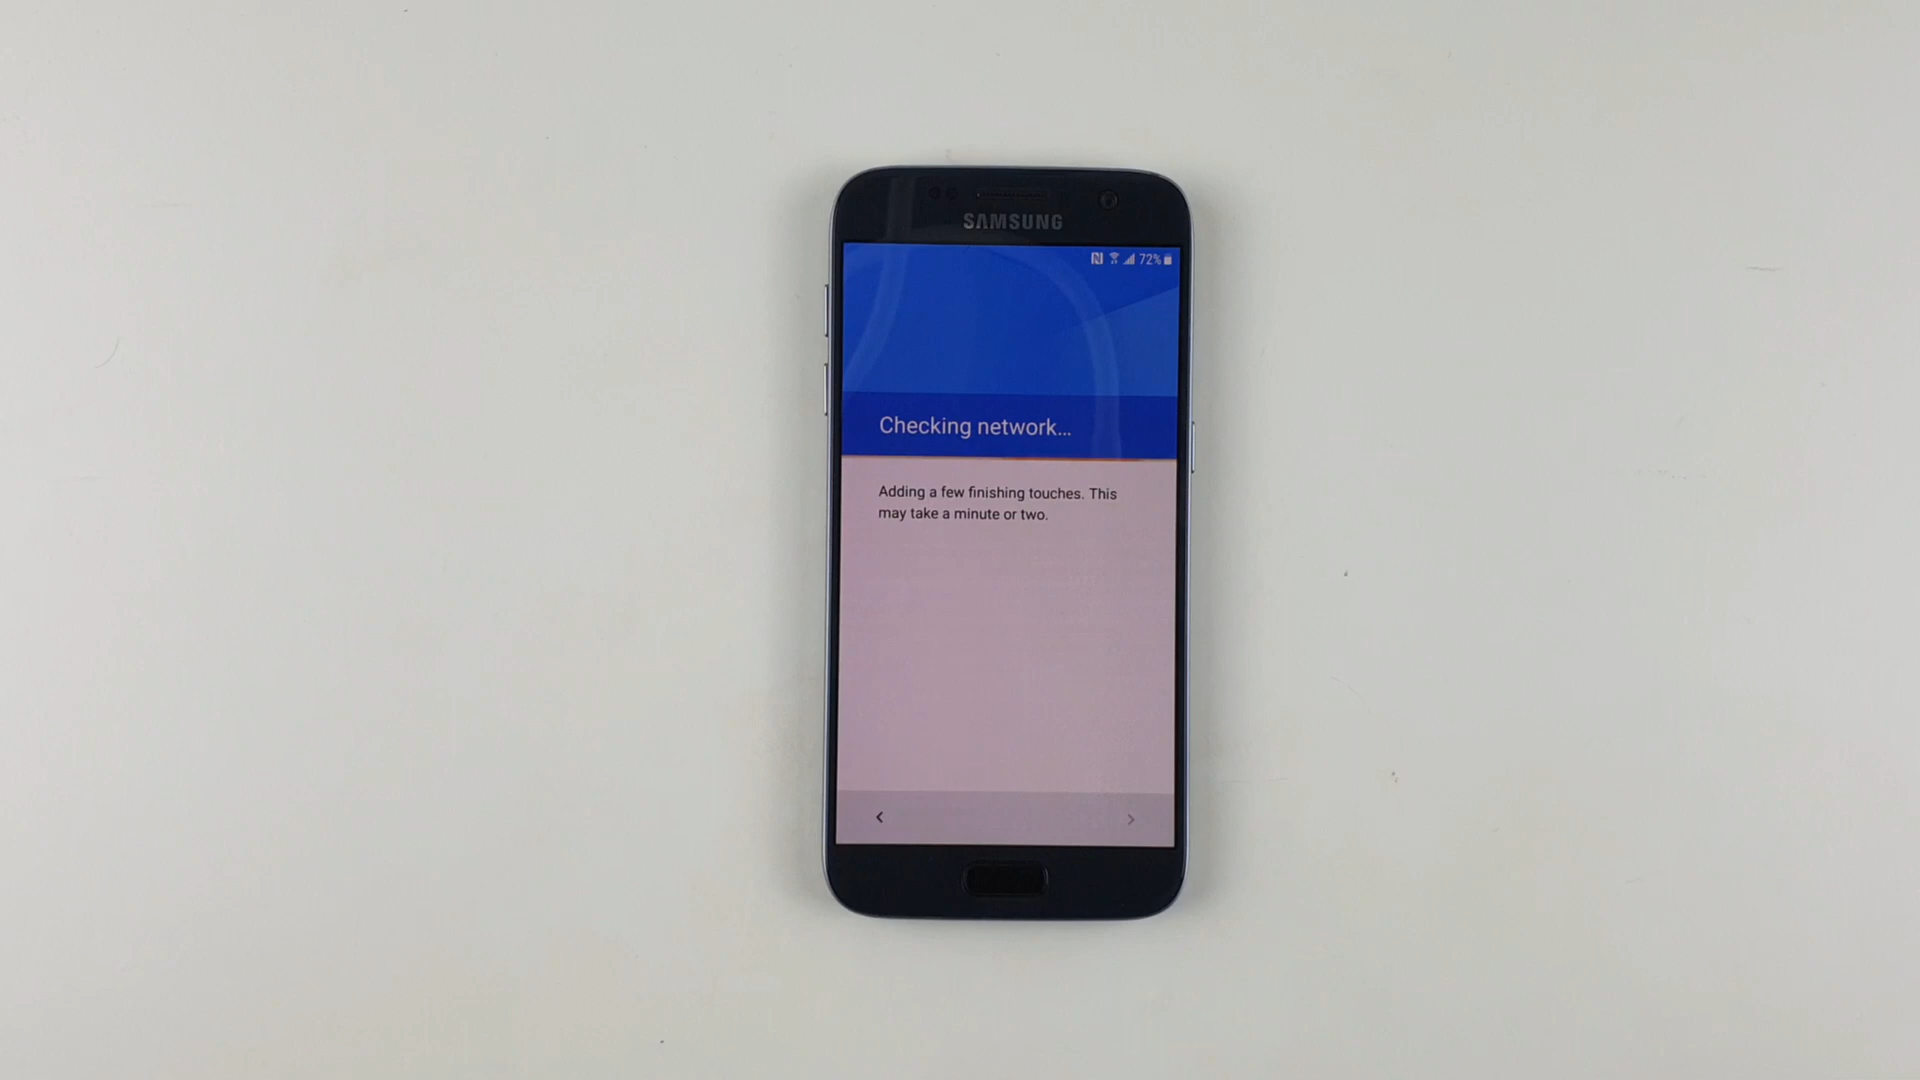 SAMSUNG
72%
Checking network...
Adding a few finishing touches. This
may take a minute or two.